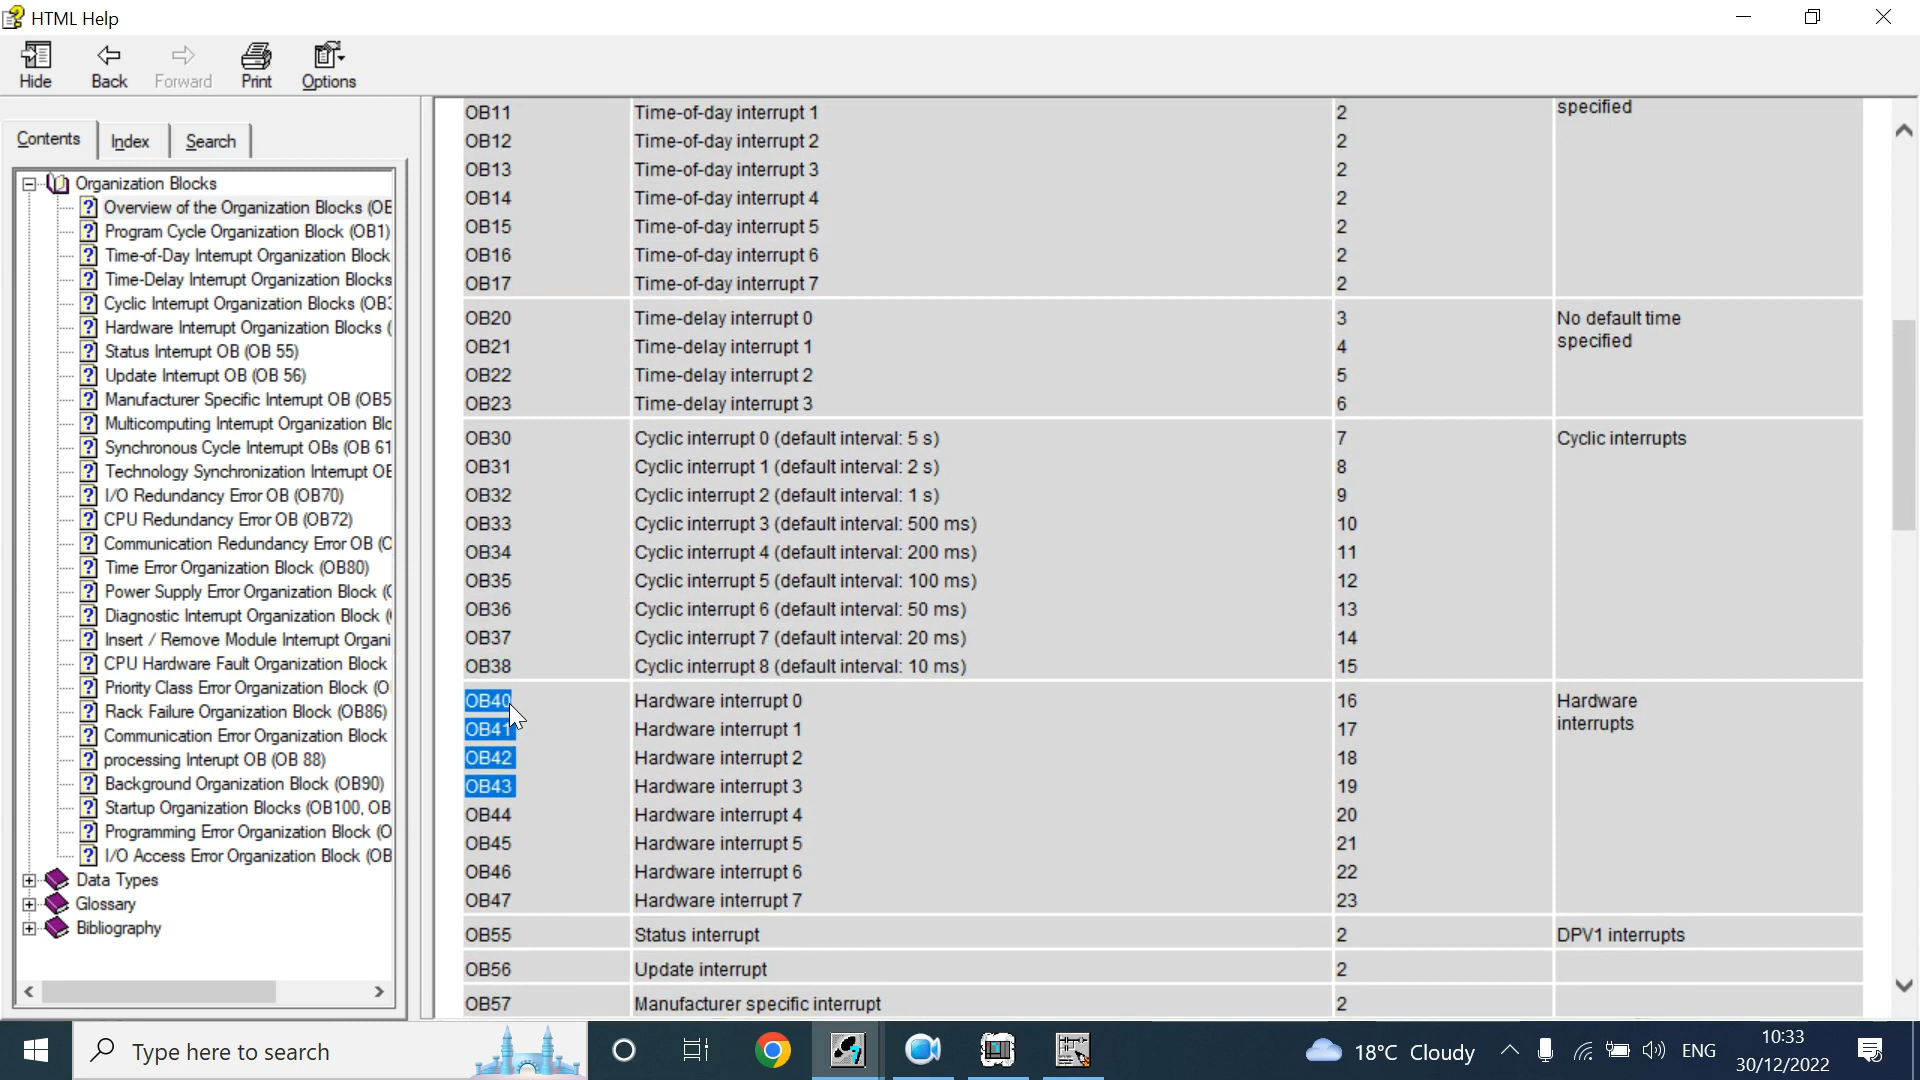 HTML Help
Hide Back Forward Print Options
Contents Index Search
Organization Blocks
Overview of the Organization Blocks (OE
Program Cycle Organization Block (OB1)
Time-of-Day Interrupt Organization Block
Time-Delay Interrupt Organization Blocks
Cyclic Interrupt Organization Blocks (OB3
Hardware Interrupt Organization Blocks (
Status Interrupt OB (OB 55)
Update Interrupt OB (OB 56)
Manufacturer Specific Interrupt OB (OB5
Multicomputing Interrupt Organization Blc
Synchronous Cycle Interrupt OBs (OB 61
Technology Synchronization Interrupt OE
I/O Redundancy Error OB (OB70)
CPU Redundancy Error OB (OB72)
Communication Redundancy Error OB (C
Time Error Organization Block (OB80)
Power Supply Error Organization Block (C
Diagnostic Interrupt Organization Block (
Insert / Remove Module Interrupt Organi
CPU Hardware Fault Organization Block
Priority Class Error Organization Block (O
Rack Failure Organization Block (OB86)
Communication Error Organization Block
processing Interupt OB (OB 88)
Background Organization Block (OB90)
Startup Organization Blocks (OB100, OB
Programming Error Organization Block (O
I/O Access Error Organization Block (OB
Data Types
Glossary
Bibliography
OB11 Time-of-day interrupt 1 2 specified
OB12 Time-of-day interrupt 2 2
OB13 Time-of-day interrupt 3 2
OB14 Time-of-day interrupt 4 2
OB15 Time-of-day interrupt 5 2
OB16 Time-of-day interrupt 6 2
OB17 Time-of-day interrupt 7 2
OB20 Time-delay interrupt 0 3 No default time
OB21 Time-delay interrupt 1 4 specified
OB22 Time-delay interrupt 2 5
OB23 Time-delay interrupt 3 6
OB30 Cyclic interrupt 0 (default interval: 5 s) 7 Cyclic interrupts
OB31 Cyclic interrupt 1 (default interval: 2 s) 8
OB32 Cyclic interrupt 2 (default interval: 1 s) 9
OB33 Cyclic interrupt 3 (default interval: 500 ms) 10
OB34 Cyclic interrupt 4 (default interval: 200 ms) 11
OB35 Cyclic interrupt 5 (default interval: 100 ms) 12
OB36 Cyclic interrupt 6 (default interval: 50 ms) 13
OB37 Cyclic interrupt 7 (default interval: 20 ms) 14
OB38 Cyclic interrupt 8 (default interval: 10 ms) 15
OB40 Hardware interrupt 0 16 Hardware
OB41 Hardware interrupt 1 17 interrupts
OB42 Hardware interrupt 2 18
OB43 Hardware interrupt 3 19
OB44 Hardware interrupt 4 20
OB45 Hardware interrupt 5 21
OB46 Hardware interrupt 6 22
OB47 Hardware interrupt 7 23
OB55 Status interrupt 2 DPV1 interrupts
OB56 Update interrupt 2
OB57 Manufacturer specific interrupt 2
Type here to search
18°C Cloudy
ENG
10:33
30/12/2022